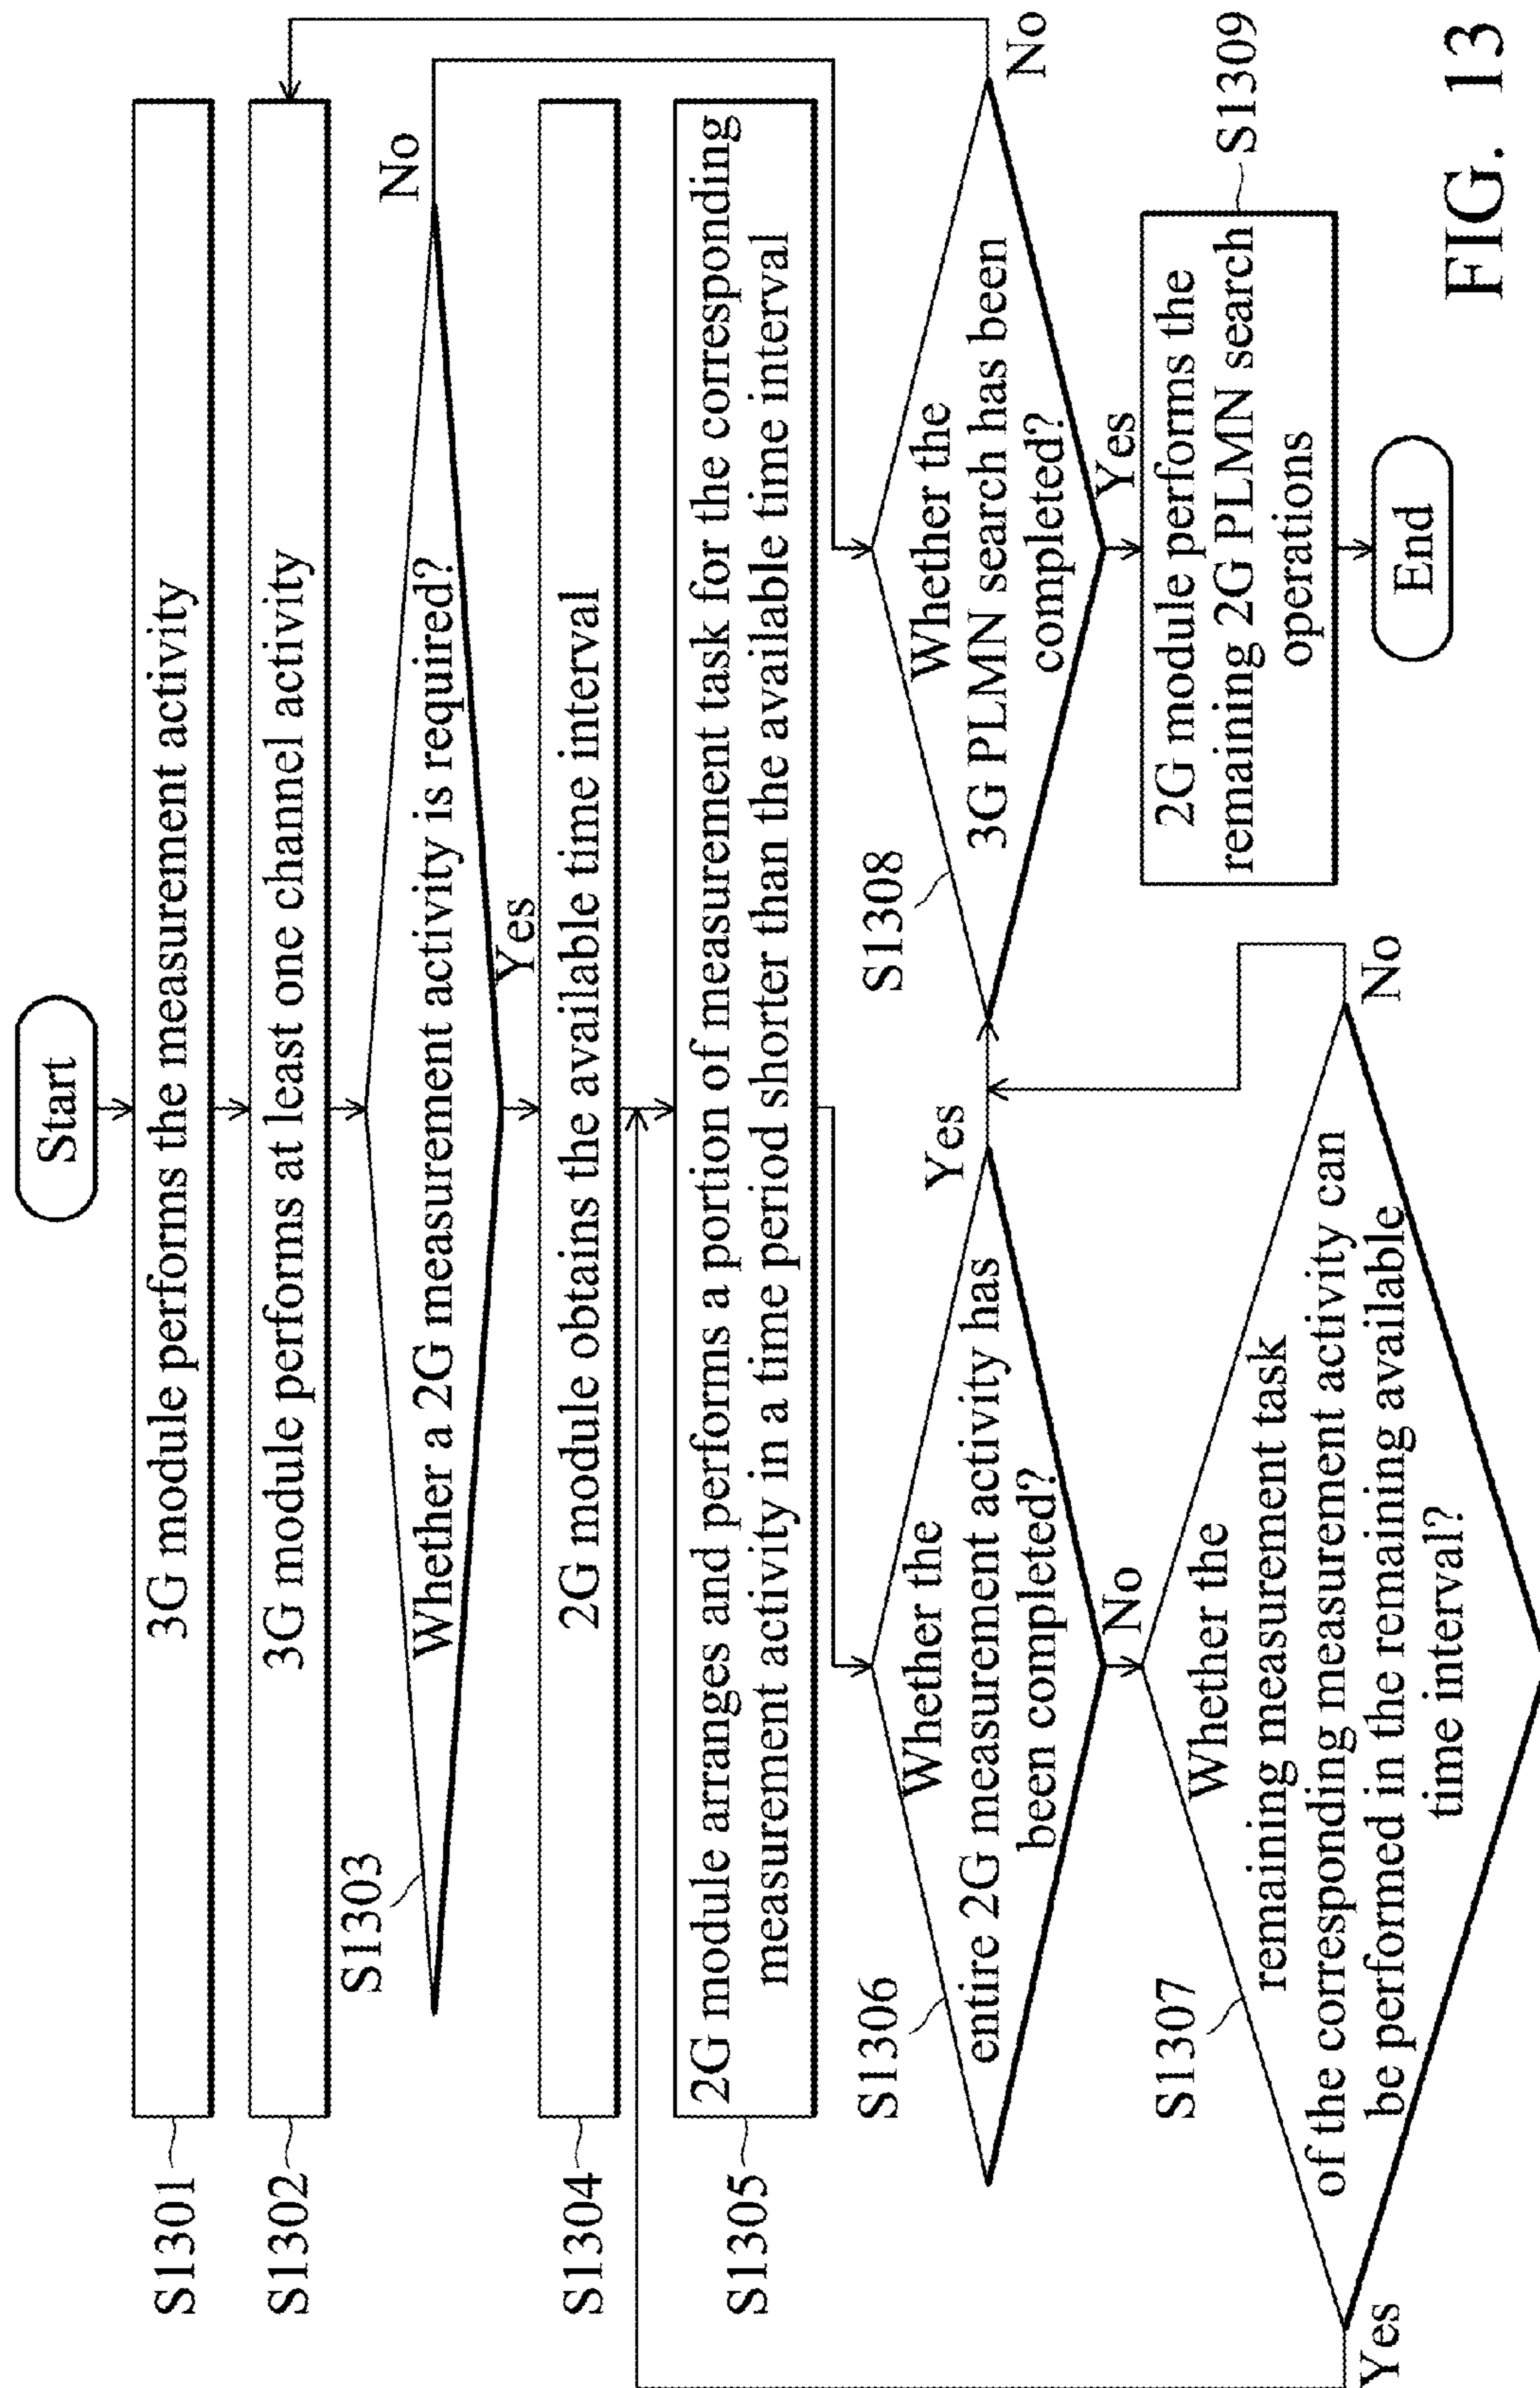 Start
S1301
3G module performs the measurement activity
S1302
3G module performs at least one channel activity
S1303
Whether a 2G measurement activity is required?
No
Yes
S1304
2G module obtains the available time interval
S1305
2G module arranges and performs a portion of measurement task for the corresponding
measurement activity in a time period shorter than the available time interval
S1306
Whether the
entire 2G measurement activity has
been completed?
Yes
No
S1307
Whether the
remaining measurement task
of the corresponding measurement activity can
be performed in the remaining available
time interval?
Yes
No
S1308
Whether the
3G PLMN search has been
completed?
No
Yes
2G module performs the
remaining 2G PLMN search
operations
S1309
End
FIG. 13